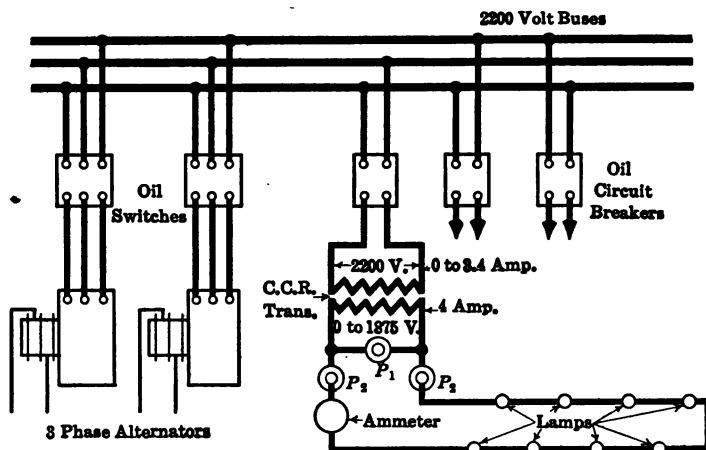 2200 Volt Buses
Oil
Switches
Oil
Circuit
Breakers
2200 V.
0 to 3.4 Amp.
C.C.R.
Trans.
4 Amp.
0 to 1875 V.
P1
P2
P2
Ammeter
Lamps
3 Phase Alternators